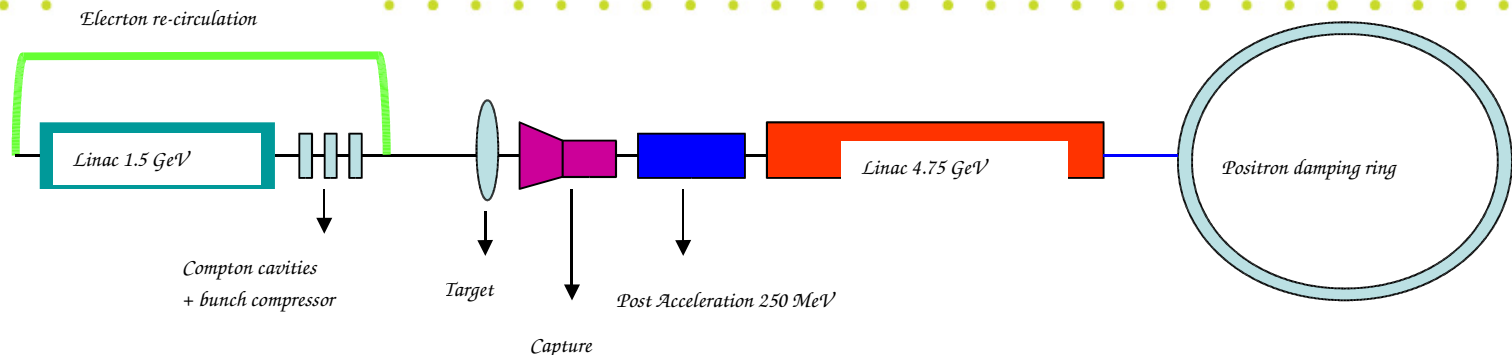 Elecrton re-circulation
Linac 1.5 GeV
Linac 4.75 GeV
Positron damping ring
Compton cavities
+ bunch compressor
Target
Post Acceleration 250 MeV
Capture